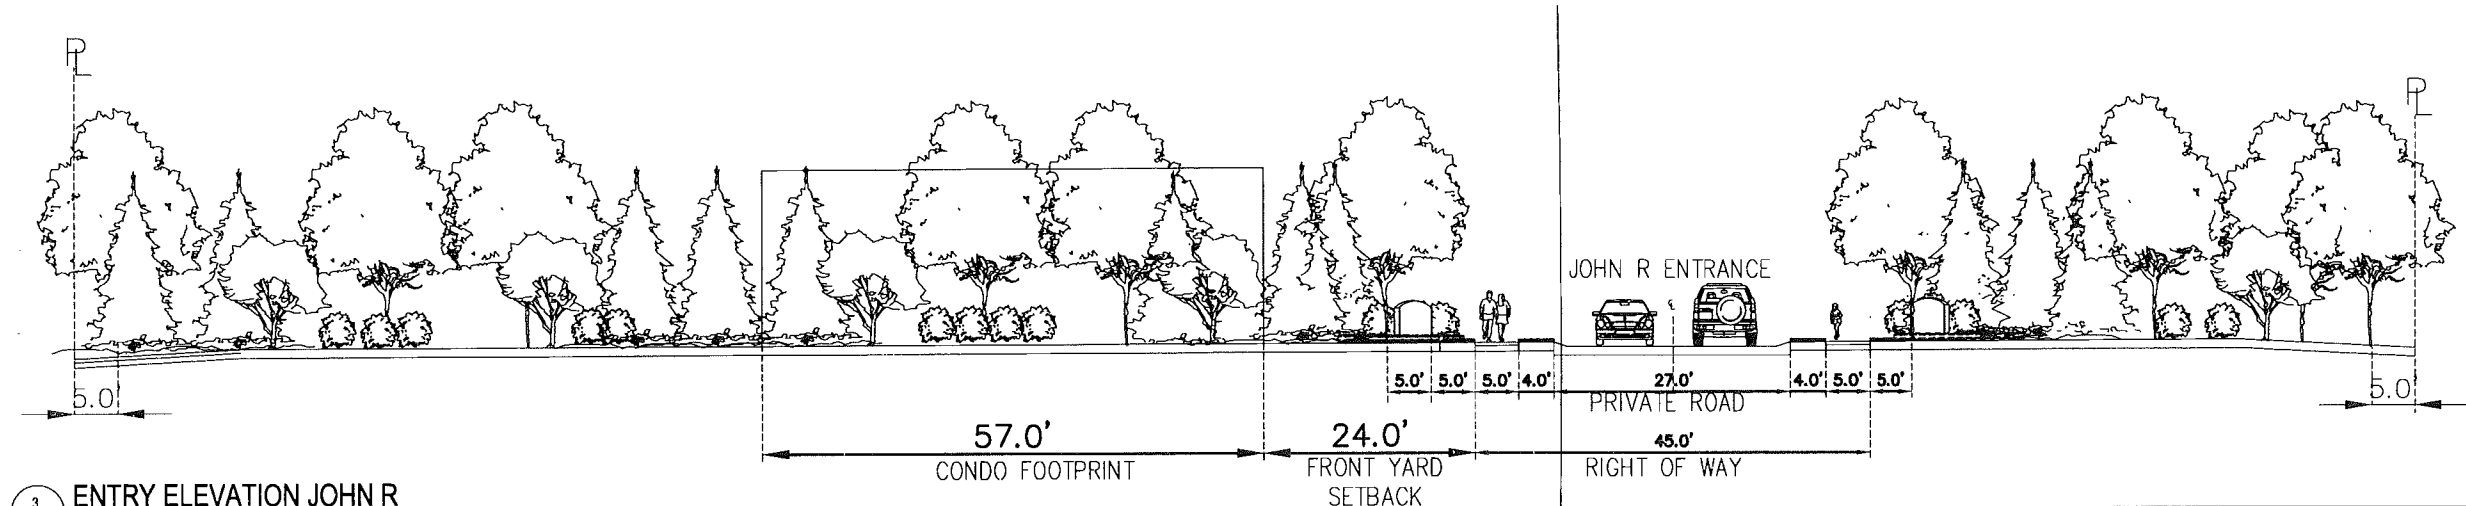 PL
PL
JOHN R ENTRANCE
5.0'
5.0'
5.0'
4.0'
27.0'
4.0'
5.0'
5.0'
PRIVATE ROAD
5.0'
5.0'
57.0'
24.0'
45.0'
CONDO FOOTPRINT
FRONT YARD
RIGHT OF WAY
SETBACK
3
ENTRY ELEVATION JOHN R